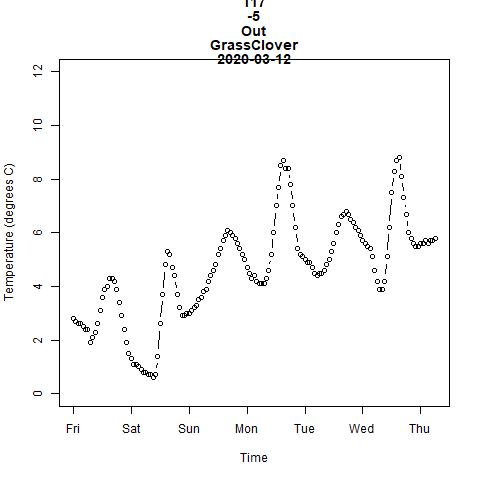 T17
-5
Out
GrassClover
2020-03-12
Temperature (degrees C)
12
10
8
6
4
2
0
Fri Sat Sun Mon Tue Wed Thu
Time